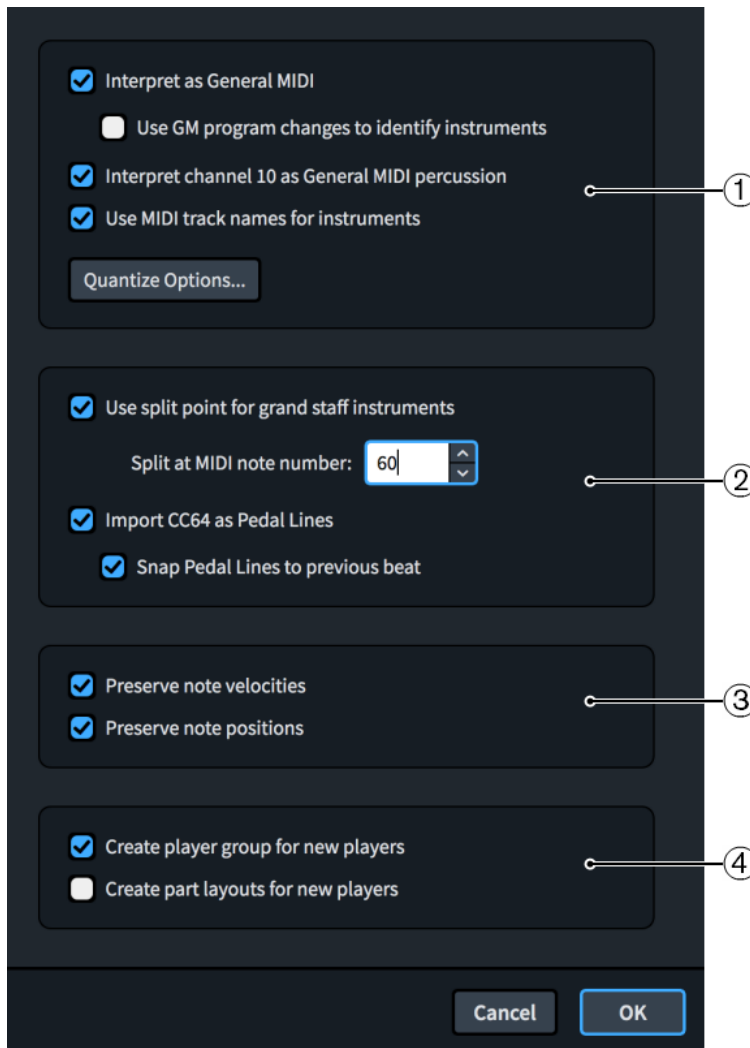 Interpret as General MIDI
Use GM program changes to identify instruments
Interpret channel 10 as General MIDI percussion
1
Use MIDI track names for instruments
Quantize Options...
Use split point for grand staff instruments
Split at MIDI note number: 60
2
Import CC64 as Pedal Lines
Snap Pedal Lines to previous beat
Preserve note velocities
3
Preserve note positions
Create player group for new players
4
Create part layouts for new players
Cancel OK